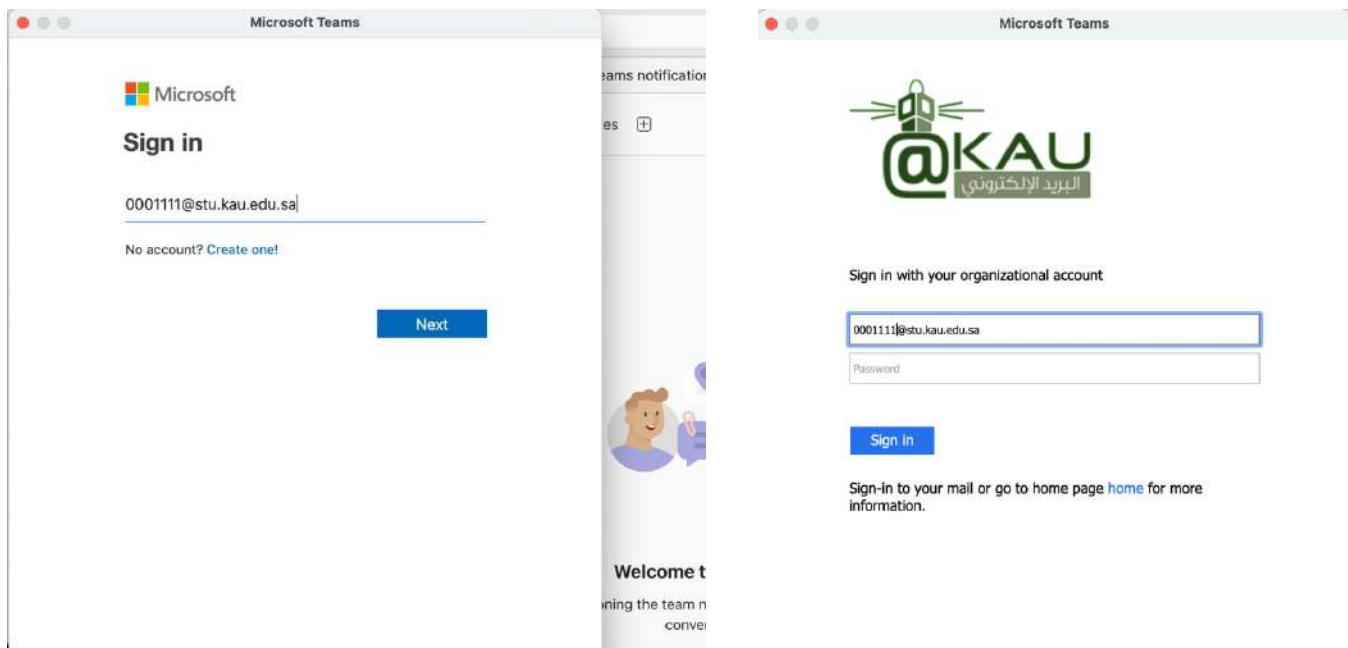 Microsoft Teams
Microsoft
Sign in
0001111@stu.kau.edu.sa
No account? Create one!
Next
eams notification
es
Welcome t
oning the team n
conve
Microsoft Teams
@KAU
البريد الإلكتروني
Sign in with your organizational account
0001111@stu.kau.edu.sa
Password
Sign in
Sign-in to your mail or go to home page home for more
information.